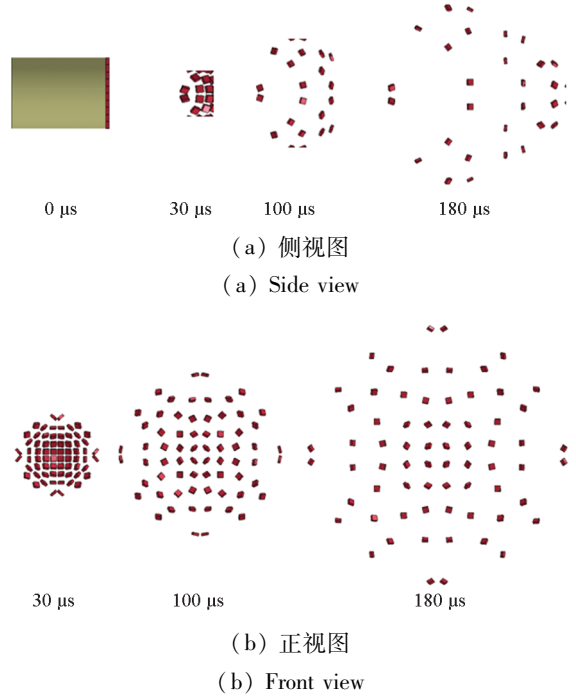 0 μs 30 μs 100 μs 180 μs
(a) 侧视图
(a) Side view
30 μs 100 μs 180 μs
(b) 正视图
(b) Front view